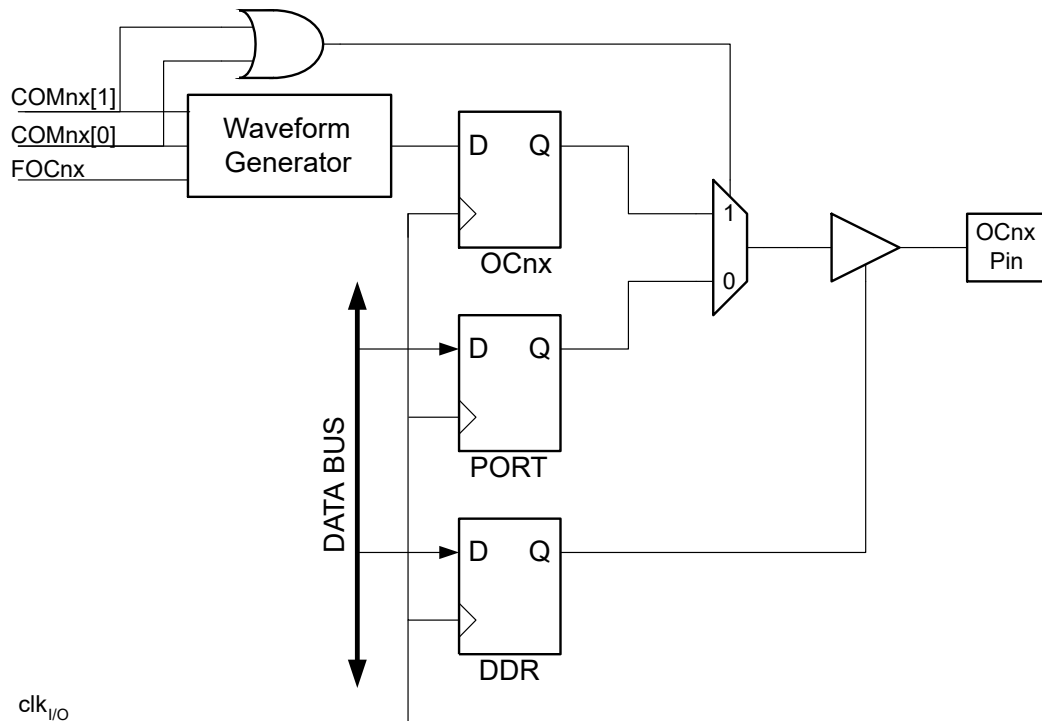 COMnx[1]
COMnx[0]
FOCnx
Waveform
Generator
D Q
OCnx
1
0
OCnx
Pin
D Q
PORT
DATA BUS
D Q
DDR
clkI/O